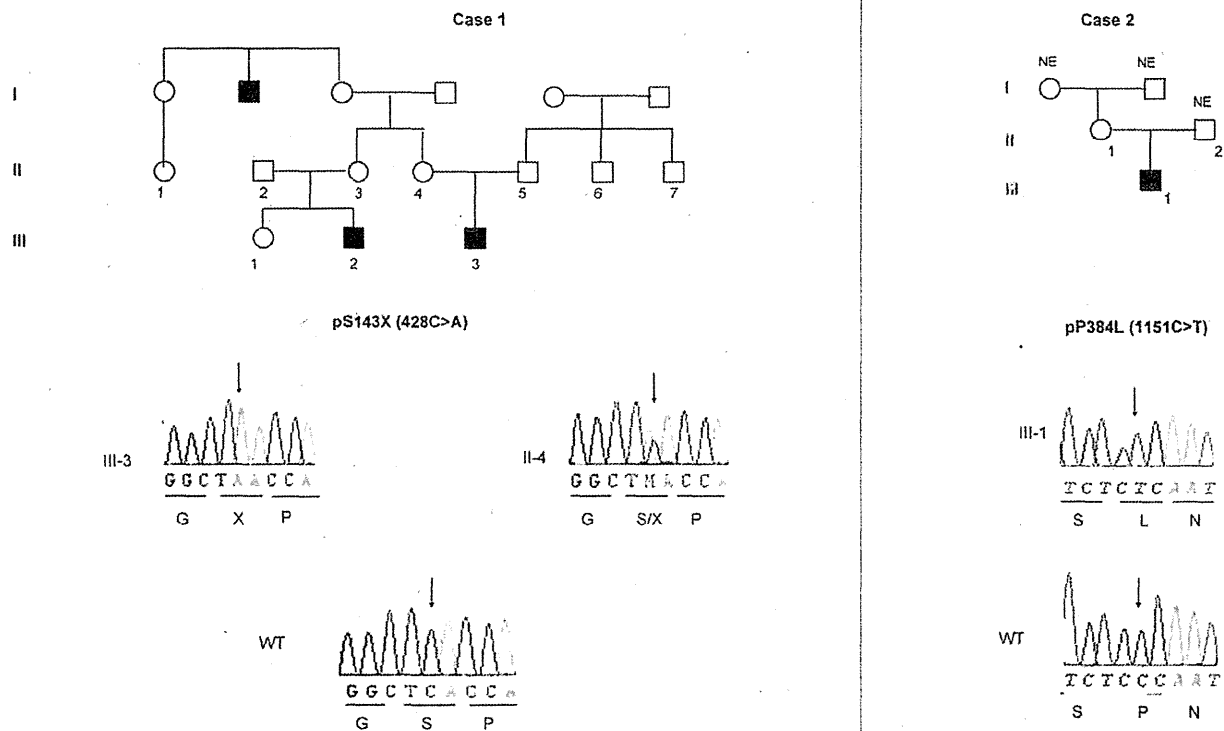 Case 1
I
II
1
2
3
4
5
6
7
III
1
2
3
pS143X (428C>A)
III-3
GGCTAACCA
G X P
II-4
GGCTMACCA
G S/X P
WT
GGCTCACCA
G S P
Case 2
NE NE
I
NE
II
1
2
III
1
pP384L (1151C>T)
III-1
TCTCTCAAT
S L N
WT
TCTCCCAAT
S P N